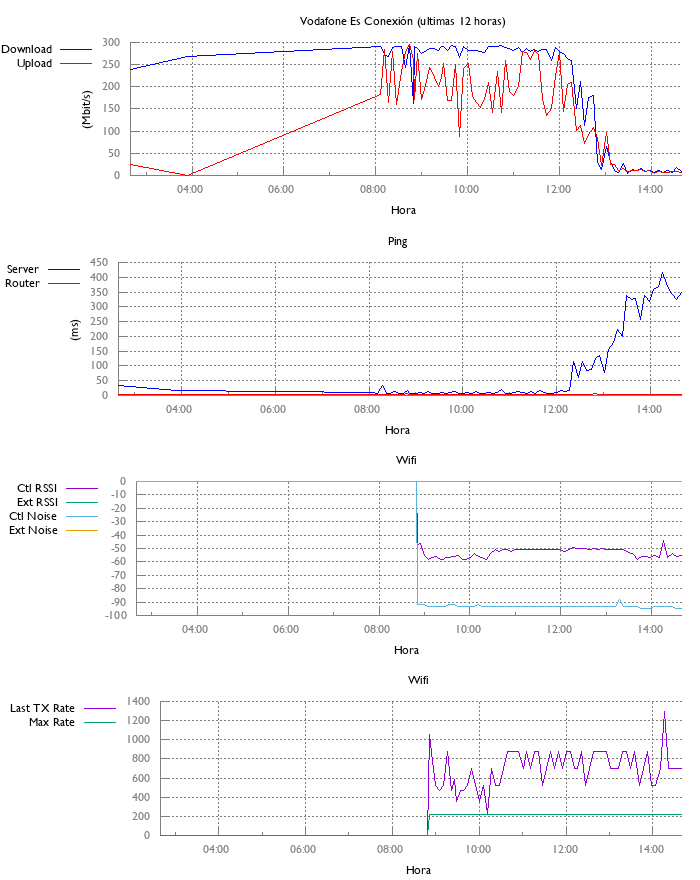 Vodafone Es Conexión (ultimas 12 horas)
Download
Upload
(Mbit/s)
300
250
200
150
100
50
0
04:00 06:00 08:00 10:00 12:00 14:00
Hora
Ping
Server
Router
(ms)
450
400
350
300
250
200
150
100
50
0
04:00 06:00 08:00 10:00 12:00 14:00
Hora
Wifi
Ctl RSSI
Ext RSSI
Ctl Noise
Ext Noise
0
-10
-20
-30
-40
-50
-60
-70
-80
-90
-100
04:00 06:00 08:00 10:00 12:00 14:00
Hora
Wifi
Last TX Rate
Max Rate
1400
1200
1000
800
600
400
200
0
04:00 06:00 08:00 10:00 12:00 14:00
Hora